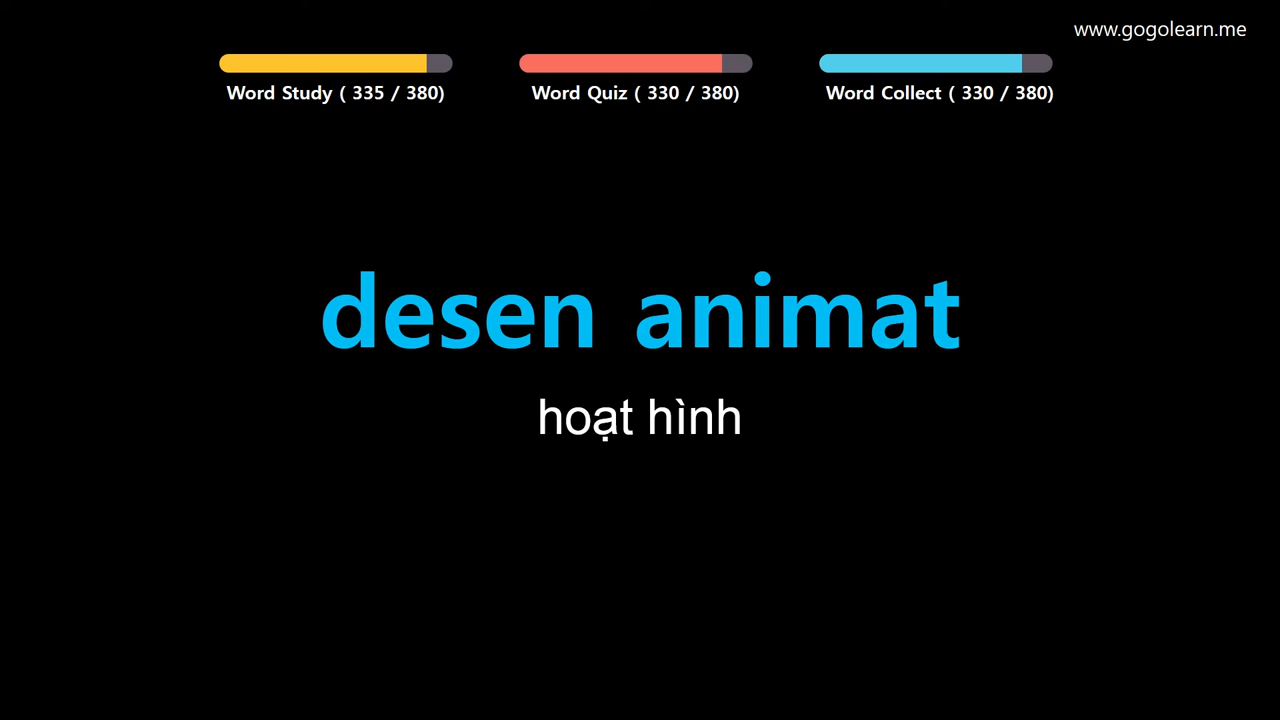 www.gogolearn.me
Word Study ( 335 / 380)
Word Quiz ( 330 / 380)
Word Collect ( 330 / 380)
desen animat
hoạt hình